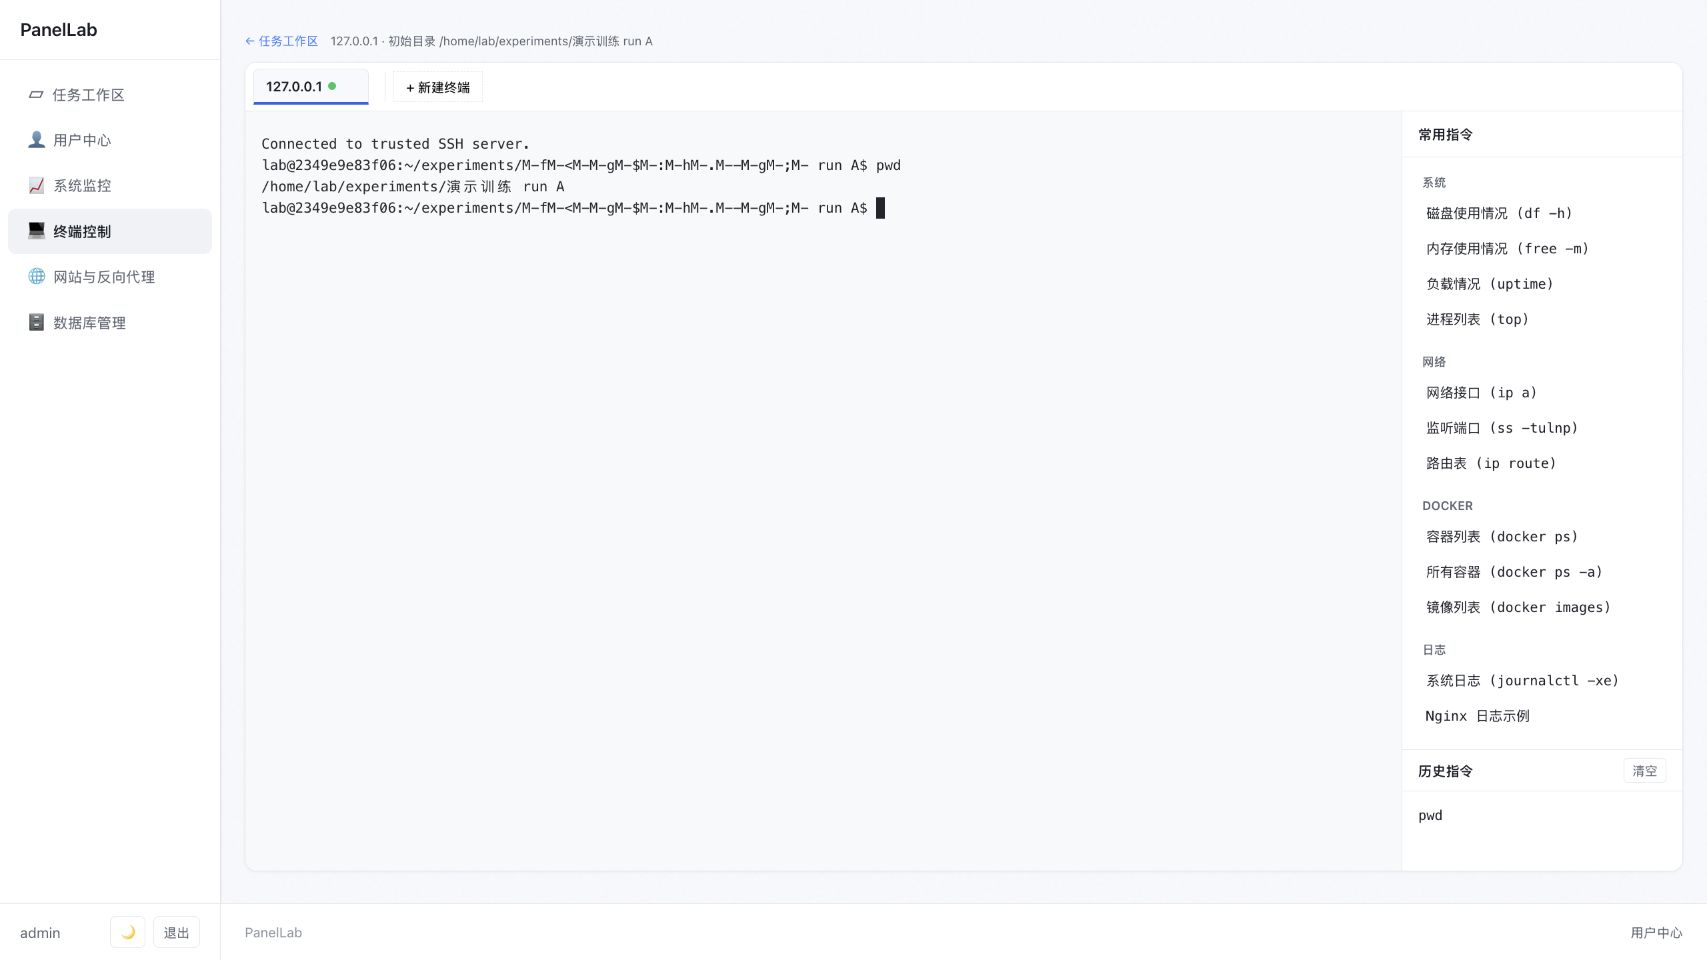 PanelLab
任务工作区
用户中心
系统监控
终端控制
网站与反向代理
数据库管理
admin
退出
← 任务工作区 127.0.0.1 · 初始目录 /home/lab/experiments/演示训练 run A
127.0.0.1
+ 新建终端
Connected to trusted SSH server.
lab@2349e9e83f06:~/experiments/M-fM-<M-M-gM-$M-:M-hM-.M--M-gM-;M- run A$ pwd
/home/lab/experiments/演示训练 run A
lab@2349e9e83f06:~/experiments/M-fM-<M-M-gM-$M-:M-hM-.M--M-gM-;M- run A$
常用指令
系统
磁盘使用情况 (df -h)
内存使用情况 (free -m)
负载情况 (uptime)
进程列表 (top)
网络
网络接口 (ip a)
监听端口 (ss -tulnp)
路由表 (ip route)
DOCKER
容器列表 (docker ps)
所有容器 (docker ps -a)
镜像列表 (docker images)
日志
系统日志 (journalctl -xe)
Nginx 日志示例
历史指令
清空
pwd
PanelLab
用户中心